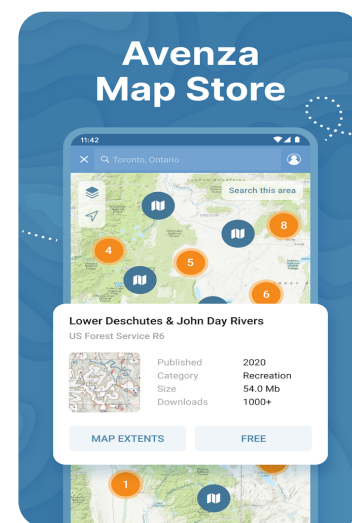 Avenza
Map Store
11:42
Toronto, Ontario
Search this area
8
4
5
6
Lower Deschutes & John Day Rivers
US Forest Service R6
Published 2020
Category Recreation
Size 54.0 Mb
Downloads 1000+
MAP EXTENTS FREE
1